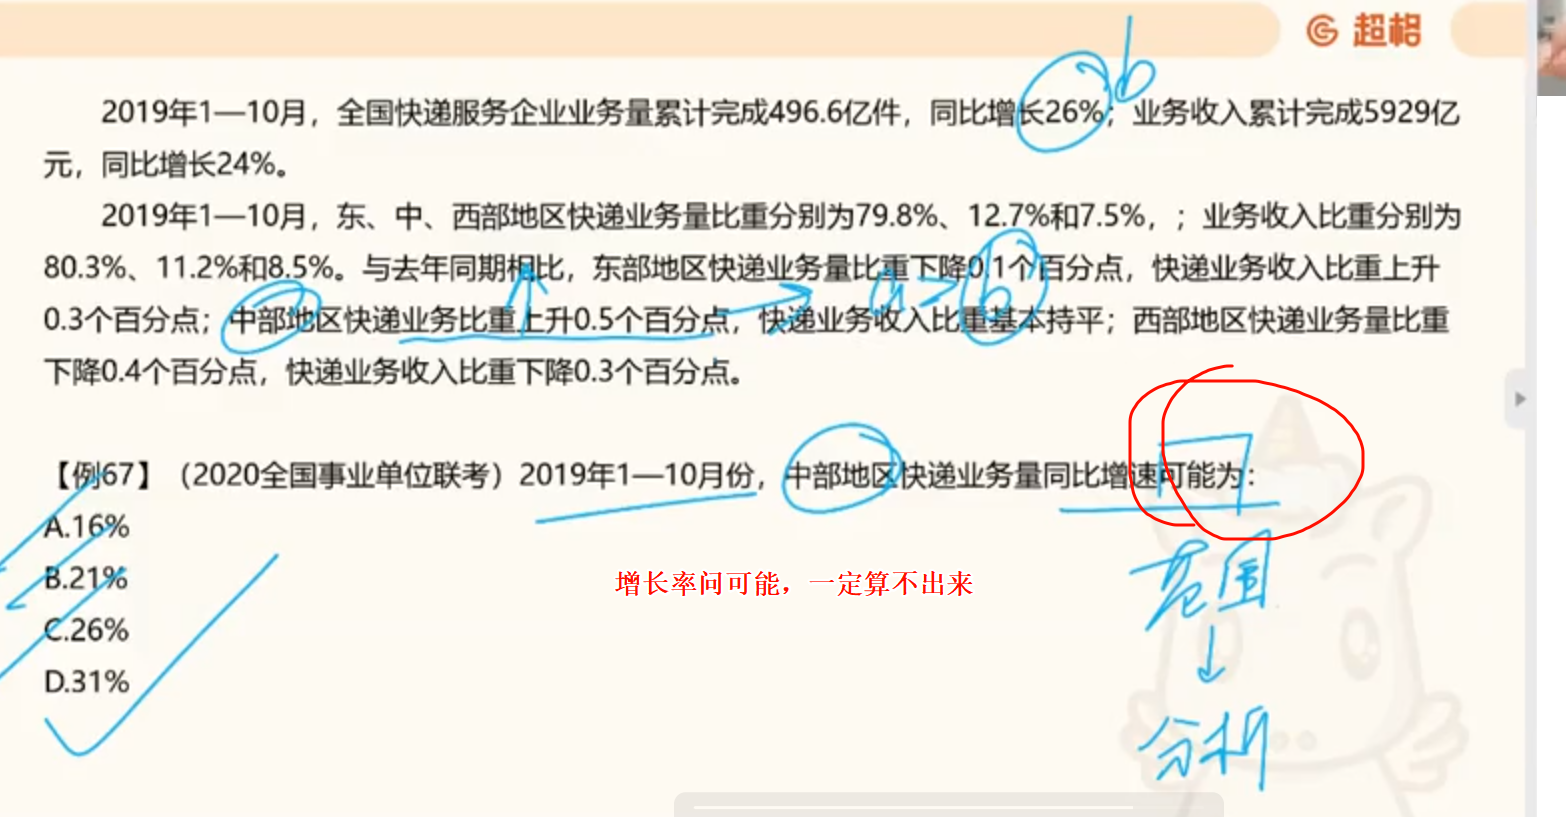 超格
b
2019年1—10月，全国快递服务企业业务量累计完成496.6亿件，同比增长26%；业务收入累计完成5929亿
元，同比增长24%。
2019年1—10月，东、中、西部地区快递业务量比重分别为79.8%、12.7%和7.5%，；业务收入比重分别为
80.3%、11.2%和8.5%。与去年同期相比，东部地区快递业务量比重下降0.1个百分点，快递业务收入比重上升
a > b
0.3个百分点；中部地区快递业务比重上升0.5个百分点，快递业务收入比重基本持平；西部地区快递业务量比重
下降0.4个百分点，快递业务收入比重下降0.3个百分点。
【例67】（2020全国事业单位联考）2019年1—10月份，中部地区快递业务量同比增速可能为：
A.16%
B.21%
C.26%
D.31%
增长率问可能，一定算不出来
范围
分析